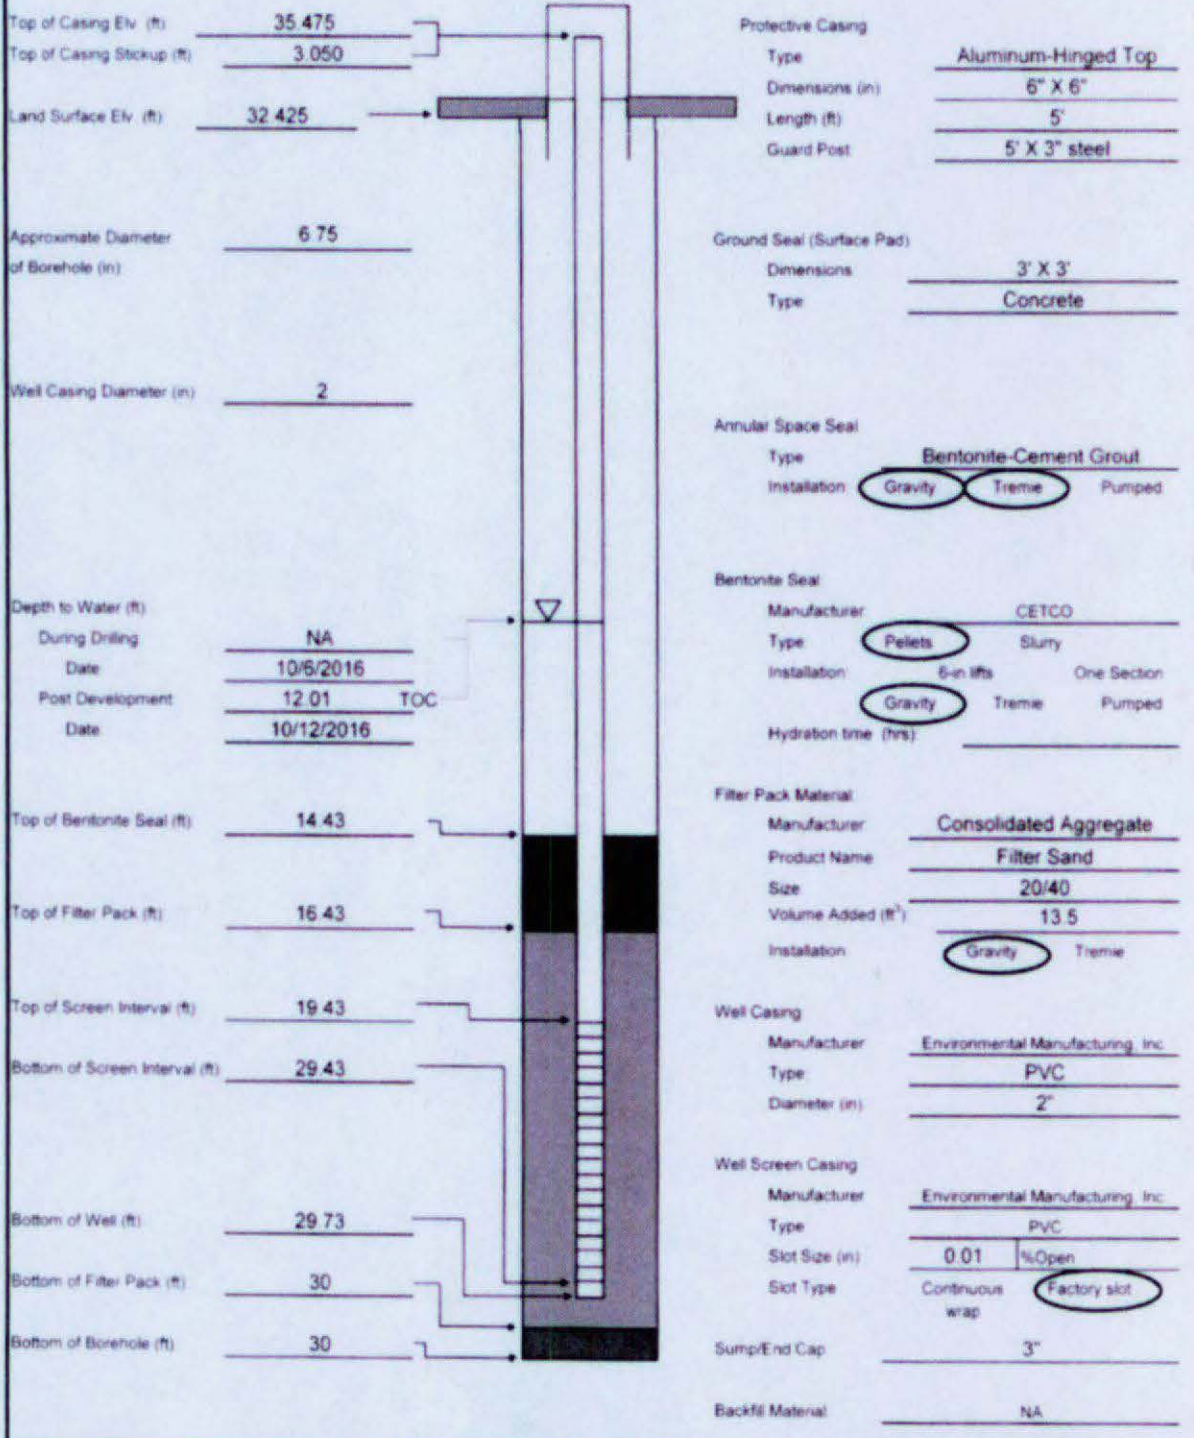 Top of Casing Elv (ft) 35.475
Top of Casing Stickup (ft) 3.050
Land Surface Elv (ft) 32.425
Approximate Diameter 6.75
of Borehole (in)
Well Casing Diameter (in) 2
Depth to Water (ft)
During Drilling NA
Date 10/6/2016
Post Development 12.01 TOC
Date 10/12/2016
Top of Bentonite Seal (ft) 14.43
Top of Filter Pack (ft) 16.43
Top of Screen Interval (ft) 19.43
Bottom of Screen Interval (ft) 29.43
Bottom of Well (ft) 29.73
Bottom of Filter Pack (ft) 30
Bottom of Borehole (ft) 30
Protective Casing
Type Aluminum-Hinged Top
Dimensions (in) 6" X 6"
Length (ft) 5'
Guard Post 5' X 3" steel
Ground Seal (Surface Pad)
Dimensions 3' X 3'
Type Concrete
Annular Space Seal
Type Bentonite-Cement Grout
Installation Gravity Tremie Pumped
Bentonite Seal
Manufacturer CETCO
Type Pellets Slurry
Installation 6-in lifts One Section
Gravity Tremie Pumped
Hydration time (hrs)
Filter Pack Material
Manufacturer Consolidated Aggregate
Product Name Filter Sand
Size 20/40
Volume Added (ft³) 13.5
Installation Gravity Tremie
Well Casing
Manufacturer Environmental Manufacturing, Inc
Type PVC
Diameter (in) 2"
Well Screen Casing
Manufacturer Environmental Manufacturing, Inc
Type PVC
Slot Size (in) 0.01 %Open
Slot Type Continuous Factory slot
wrap
Sump/End Cap 3"
Backfill Material NA